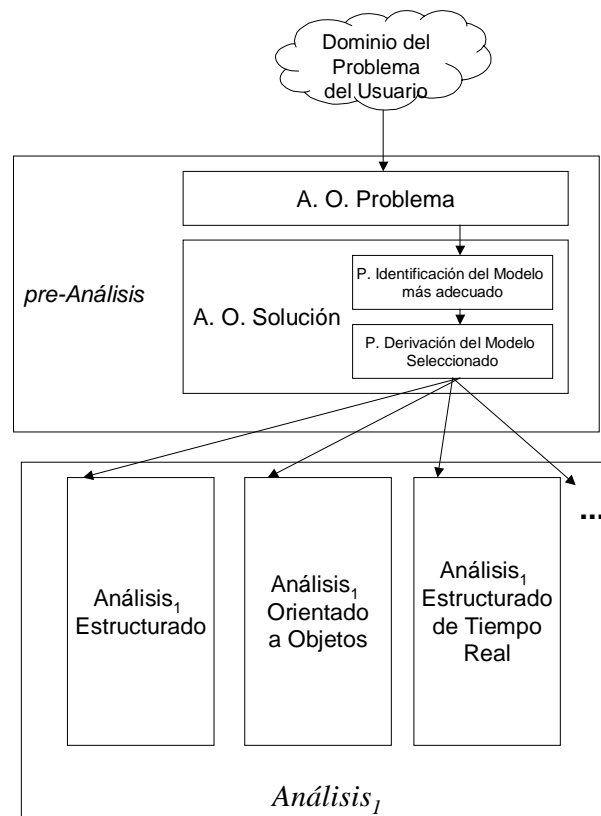 Dominio del
Problema
del Usuario
A. O. Problema
pre-Análisis
A. O. Solución
P. Identificación del Modelo
más adecuado
P. Derivación del Modelo
Seleccionado
...
Análisis₁
Estructurado
Análisis₁
Orientado
a Objetos
Análisis₁
Estructurado
de Tiempo
Real
Análisis₁